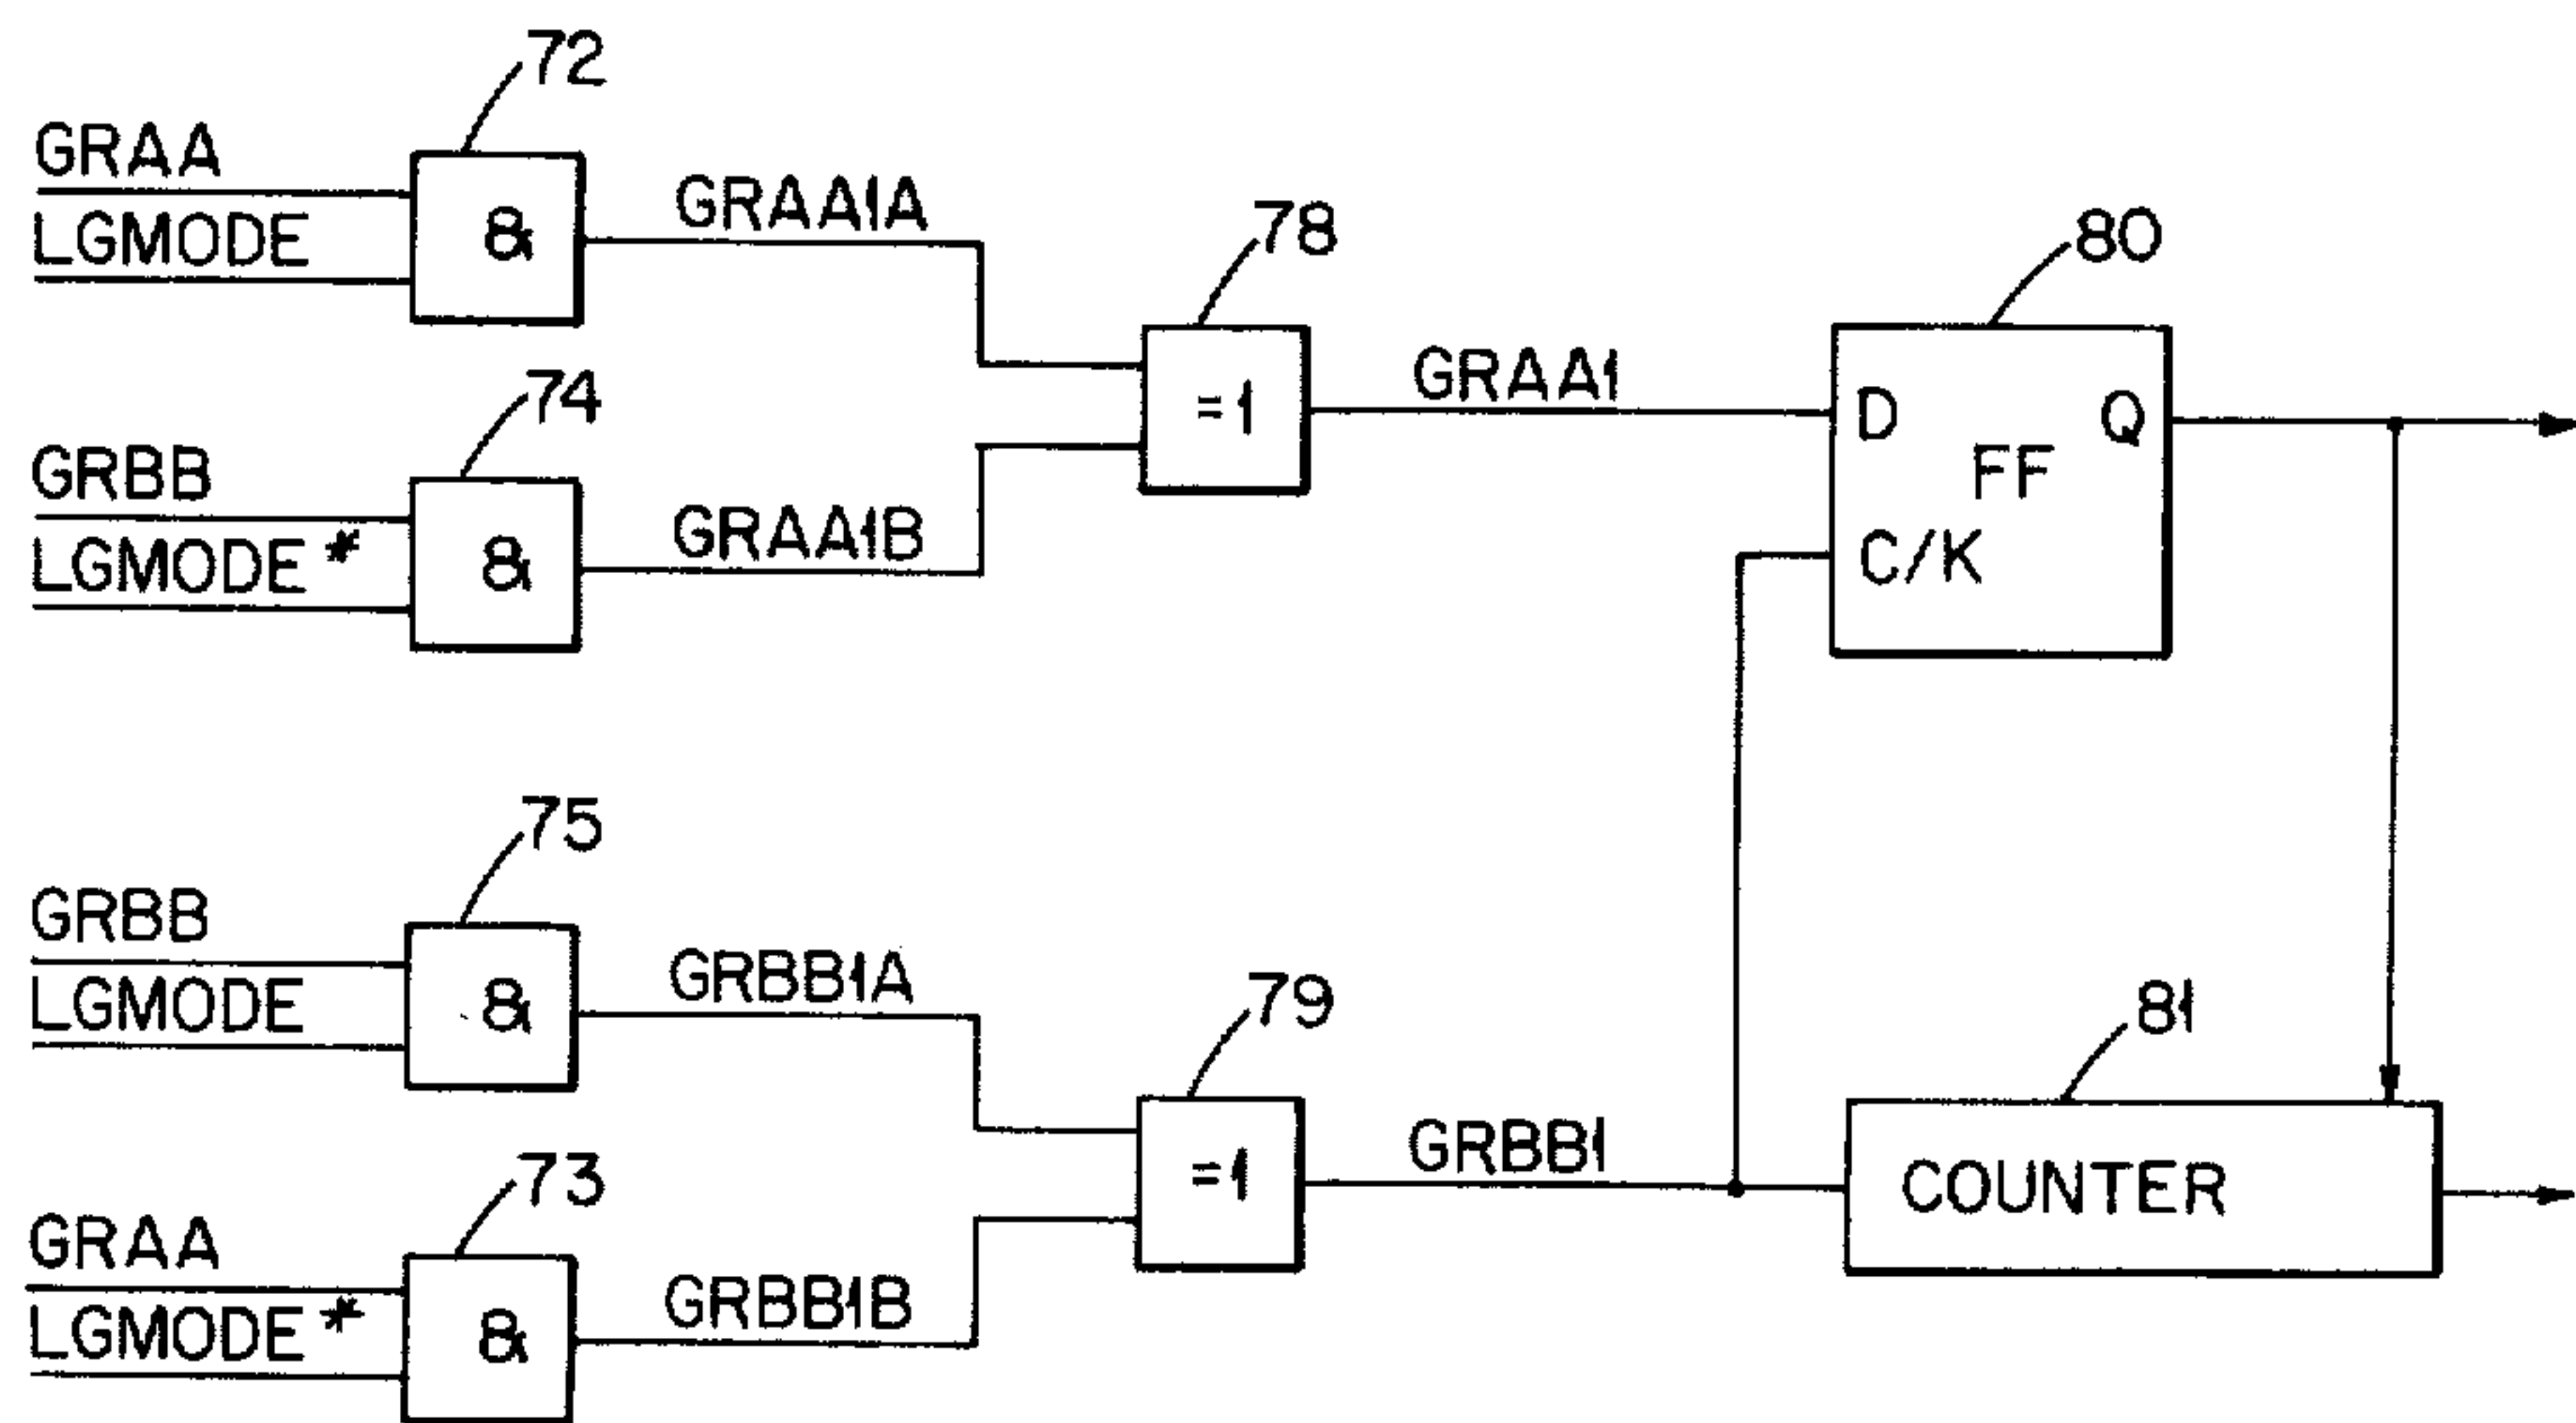 72
GRAA
LGMODE
&
GRAA1A
78
80
=1
GRAA1
D
Q
FF
C/K
74
GRBB
LGMODE*
&
GRAA1B
75
GRBB
LGMODE
&
GRBB1A
79
81
=1
GRBB1
COUNTER
73
GRAA
LGMODE*
&
GRBB1B